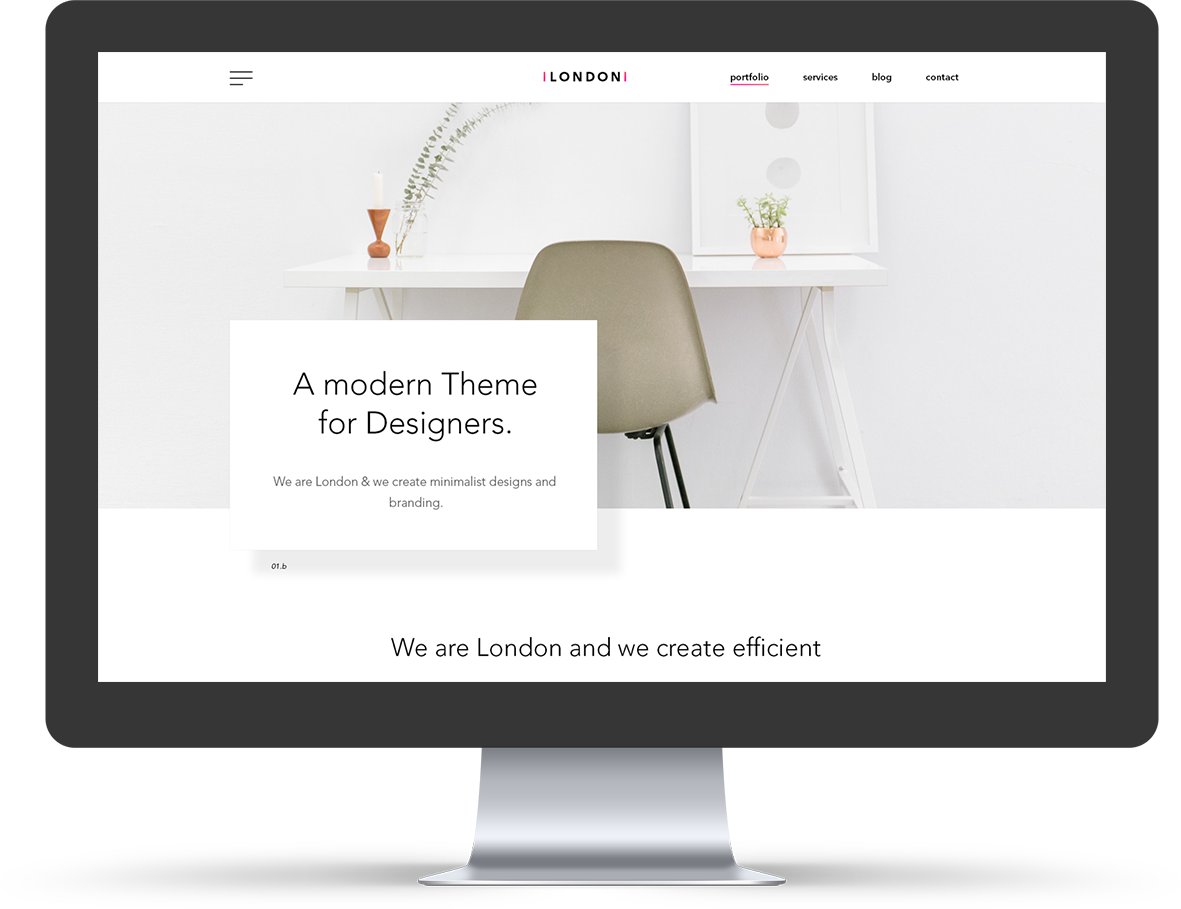 LONDON
portfolio services blog contact
A modern Theme
for Designers.
We are London & we create minimalist designs and
branding.
01.b
We are London and we create efficient